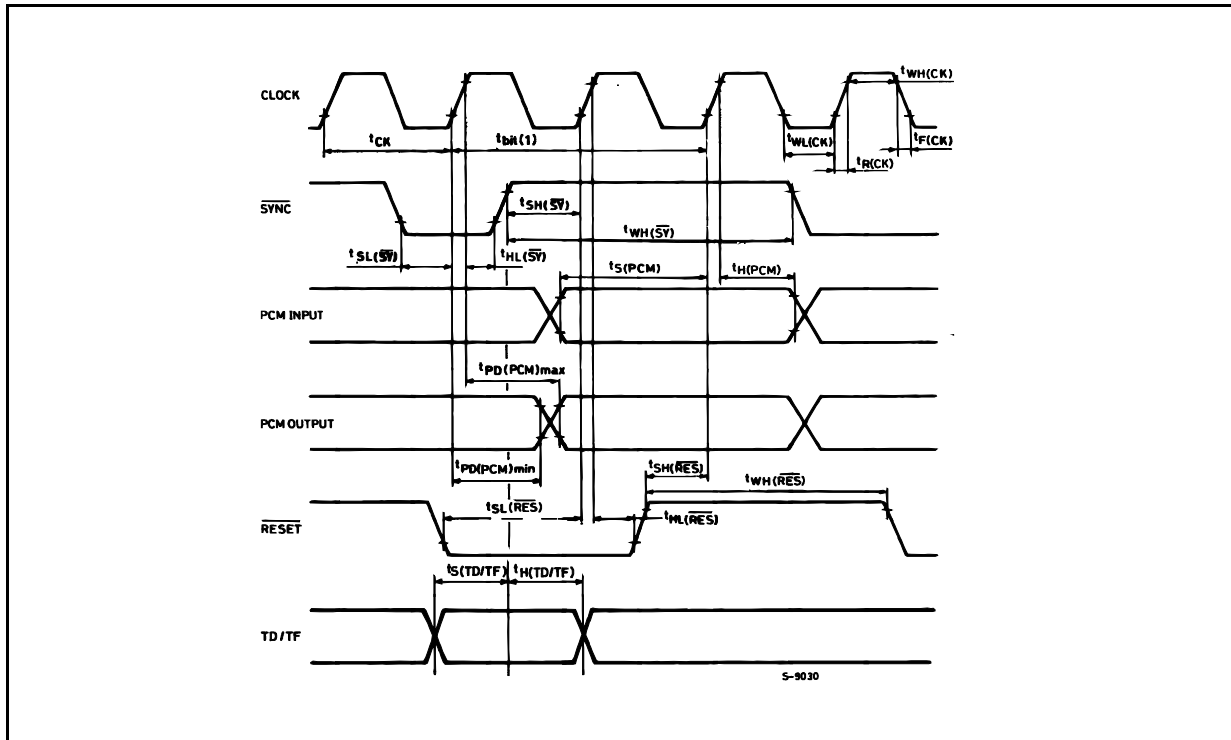 CLOCK
tWH(CK)
tCK
tbit(1)
tWL(CK)
tF(CK)
tR(CK)
SYNC
tSH(SY)
tWH(SY)
tSL(SY)
tHL(SY)
tS(PCM)
tH(PCM)
PCM INPUT
tPD(PCM)max
PCM OUTPUT
tPD(PCM)min
tSH(RES)
tWH(RES)
tSL(RES)
tHL(RES)
RESET
tS(TD/TF)
tH(TD/TF)
TD/TF
S-9030